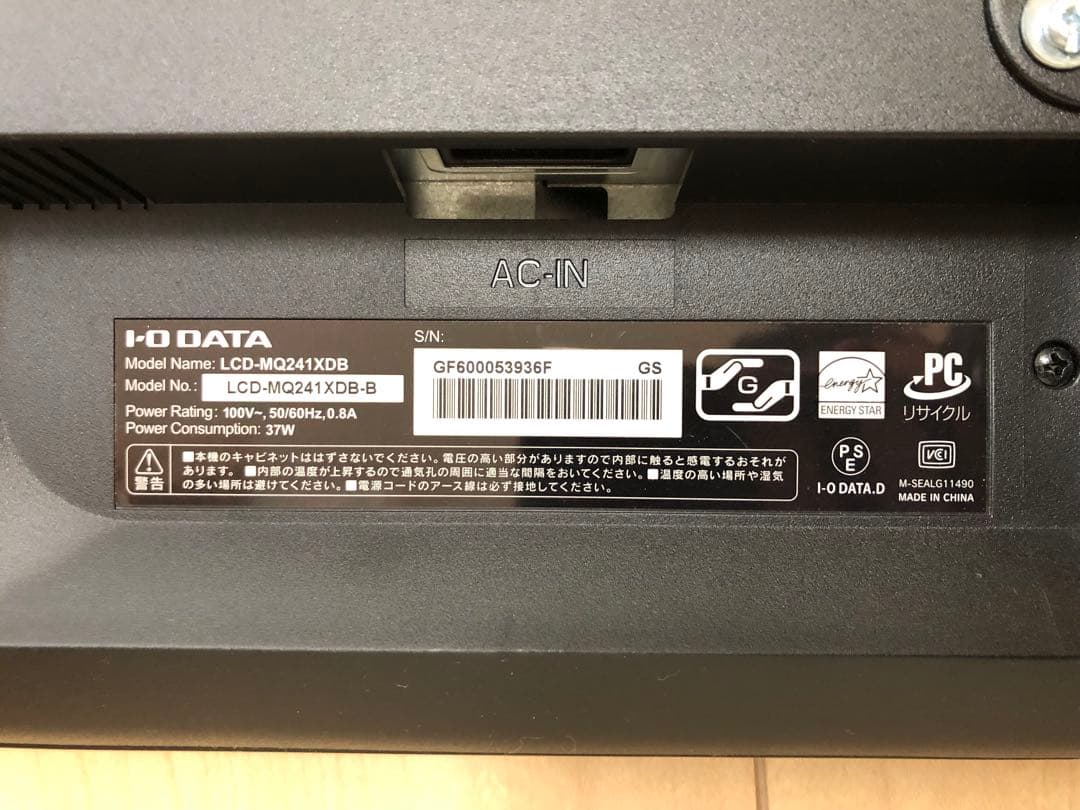 AC-IN
I-O DATA
Model Name: LCD-MQ241XDB
Model No.: LCD-MQ241XDB-B
Power Rating: 100V~, 50/60Hz, 0.8A
Power Consumption: 37W
S/N:
GF600053936F GS
G
energy
ENERGY STAR
PC
リサイクル
警告
■本機のキャビネットははずさないでください。電圧の高い部分がありますので内部に触ると感電するおそれが
あります。■内部の温度が上昇するので通気孔の周囲に適当な間隔をおいてください。■温度の高い場所や湿気
の多い場所は避けてください。■電源コードのアース線は必ず接地してください。
PS
E
I-O DATA.D
VCI
M-SEALG11490
MADE IN CHINA